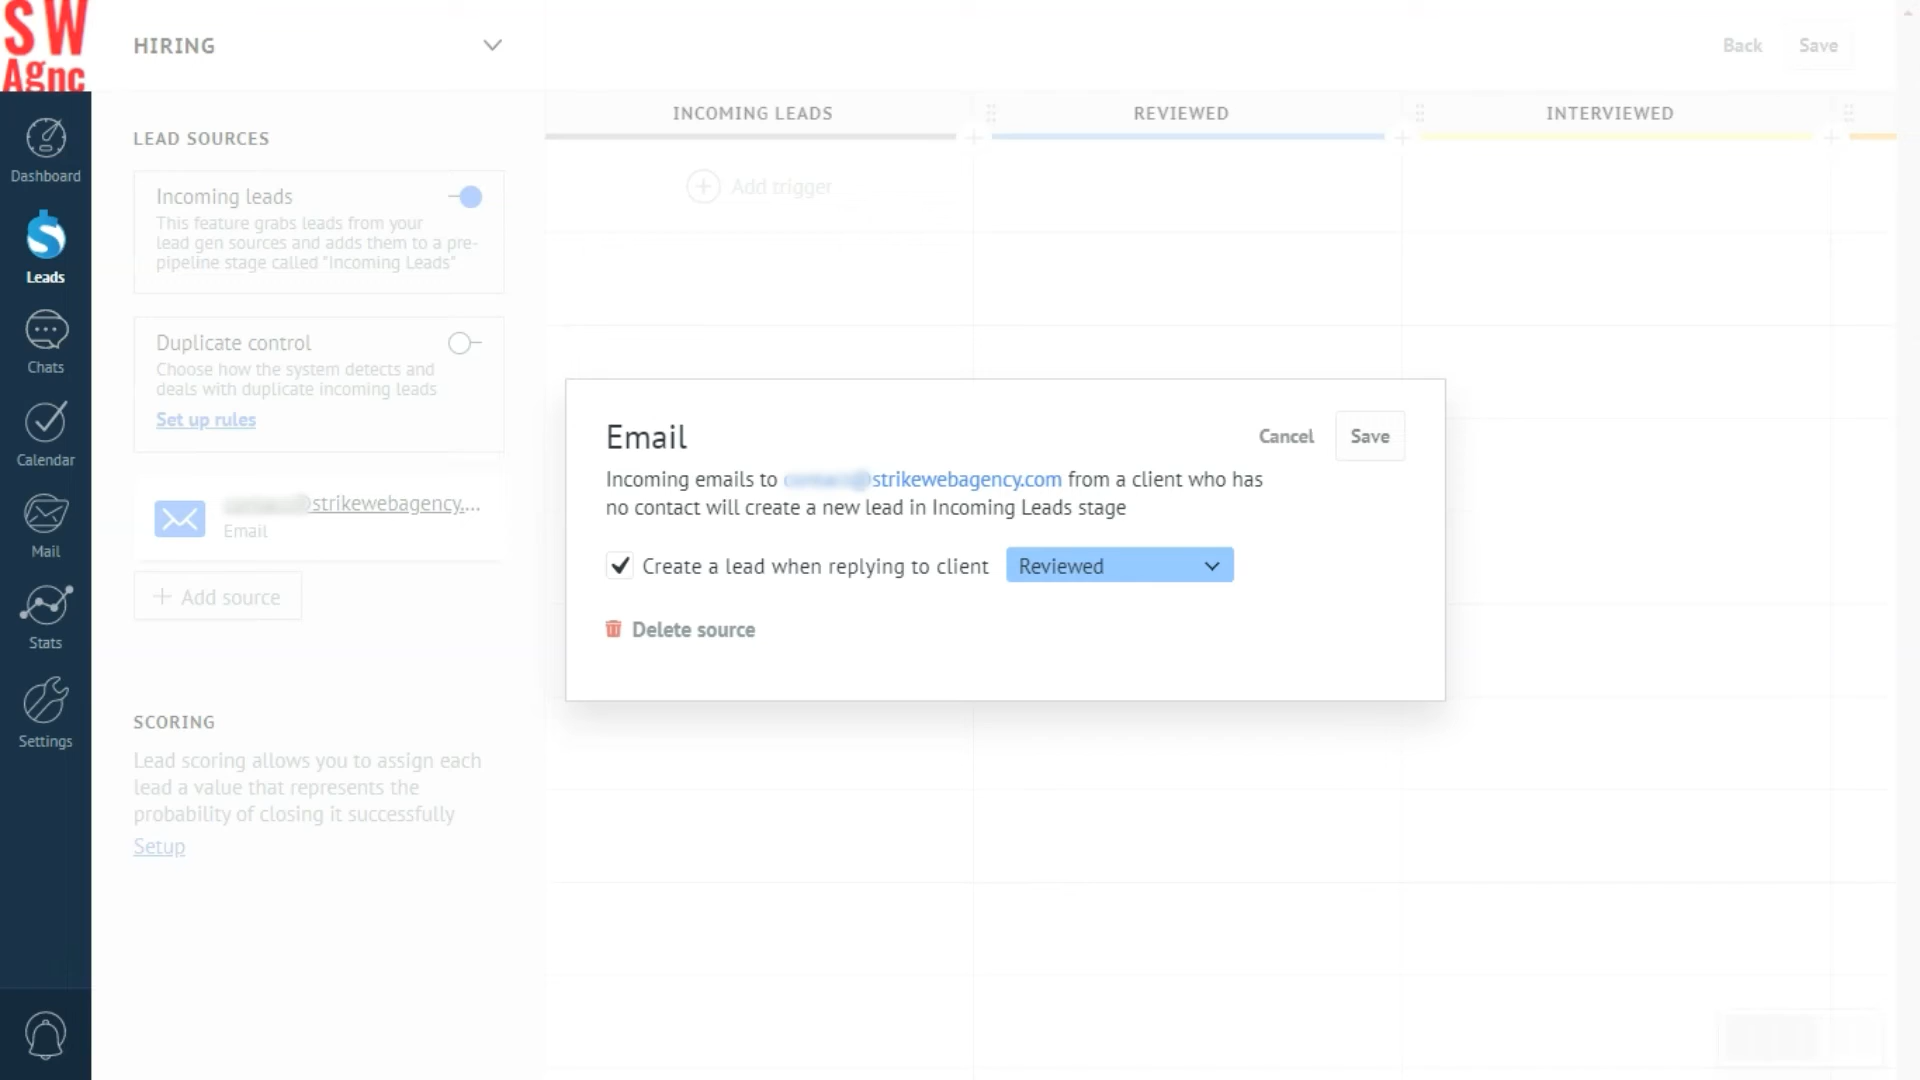 SW
Agnc
HIRING
Back
Save
Dashboard
Leads
Chats
Calendar
Mail
Stats
Settings
LEAD SOURCES
Incoming leads
This feature grabs leads from your
lead gen sources and adds them to a pre-
pipeline stage called "Incoming Leads"
Duplicate control
Choose how the system detects and
deals with duplicate incoming leads
Set up rules
@strikewebagency....
Email
+ Add source
SCORING
Lead scoring allows you to assign each
lead a value that represents the
probability of closing it successfully
Setup
INCOMING LEADS
REVIEWED
INTERVIEWED
Add trigger
Email
Cancel
Save
Incoming emails to @strikewebagency.com from a client who has
no contact will create a new lead in Incoming Leads stage
Create a lead when replying to client
Reviewed
Delete source